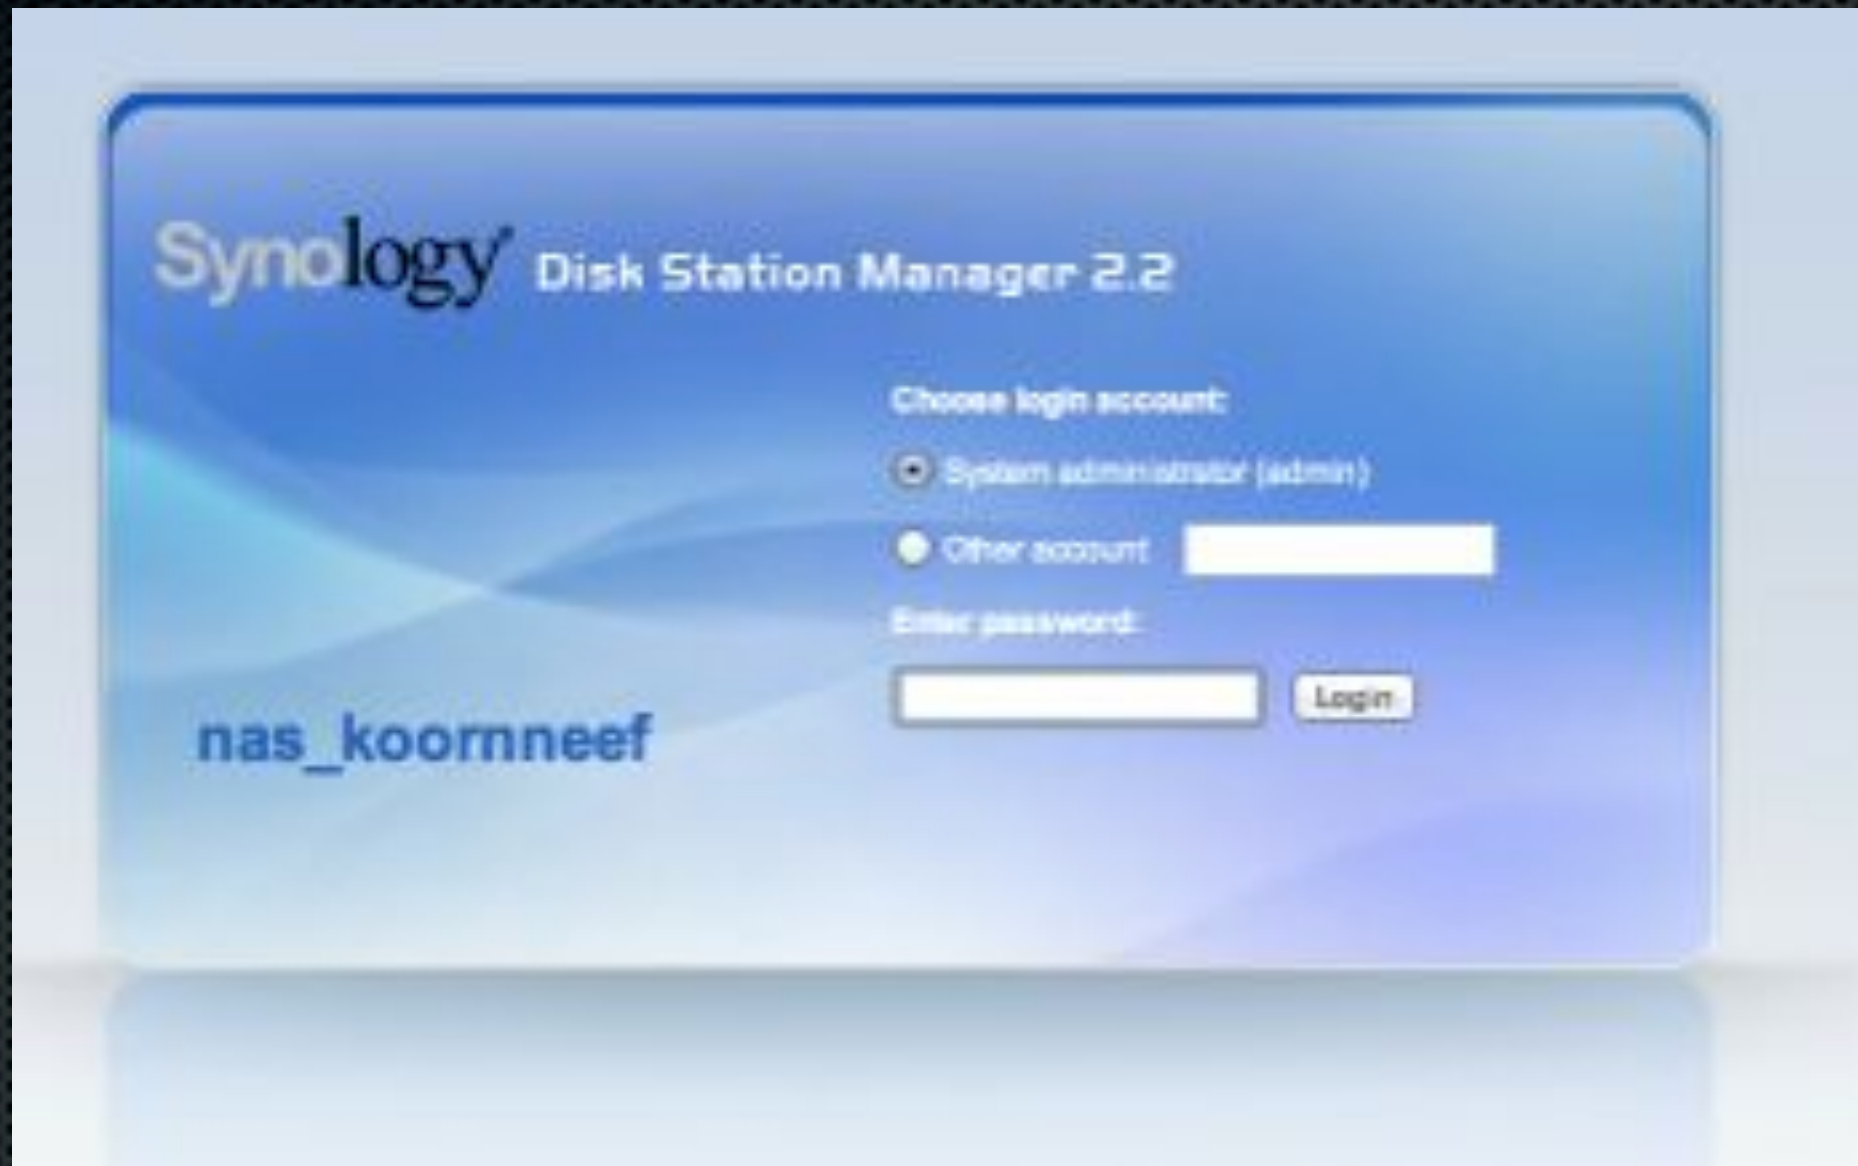 Synology Disk Station Manager 2.2
Choose login account:
System administrator (admin)
Other account
Enter password:
Login
nas_koornneef